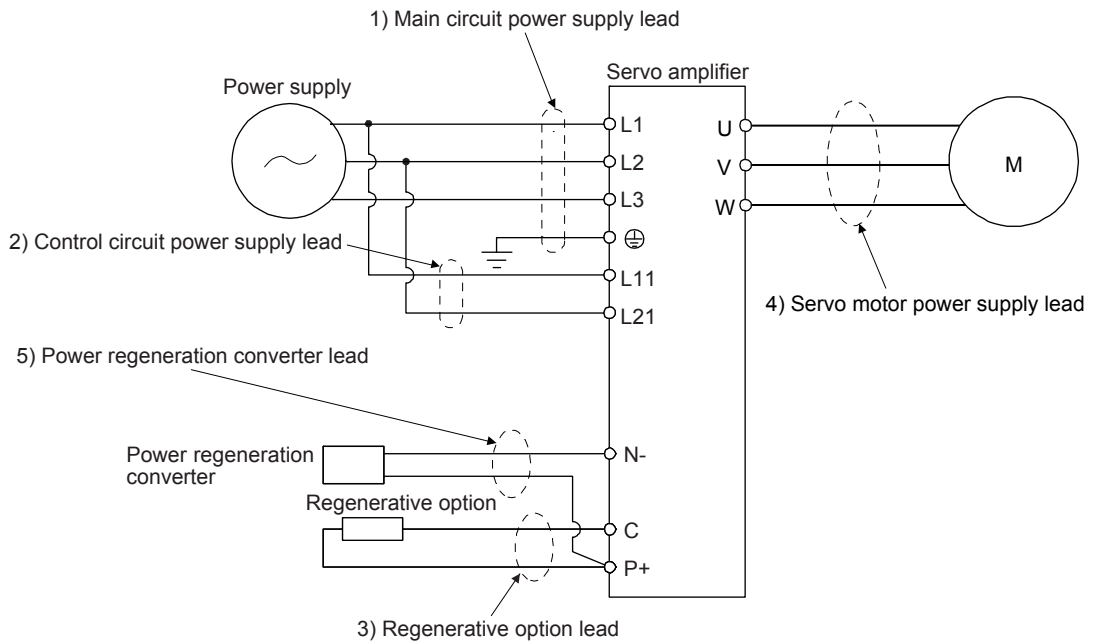 1) Main circuit power supply lead
Servo amplifier
Power supply
L1
U
L2
V
M
L3
W
2) Control circuit power supply lead
L11
L21
4) Servo motor power supply lead
5) Power regeneration converter lead
Power regeneration
converter
N-
Regenerative option
C
P+
3) Regenerative option lead